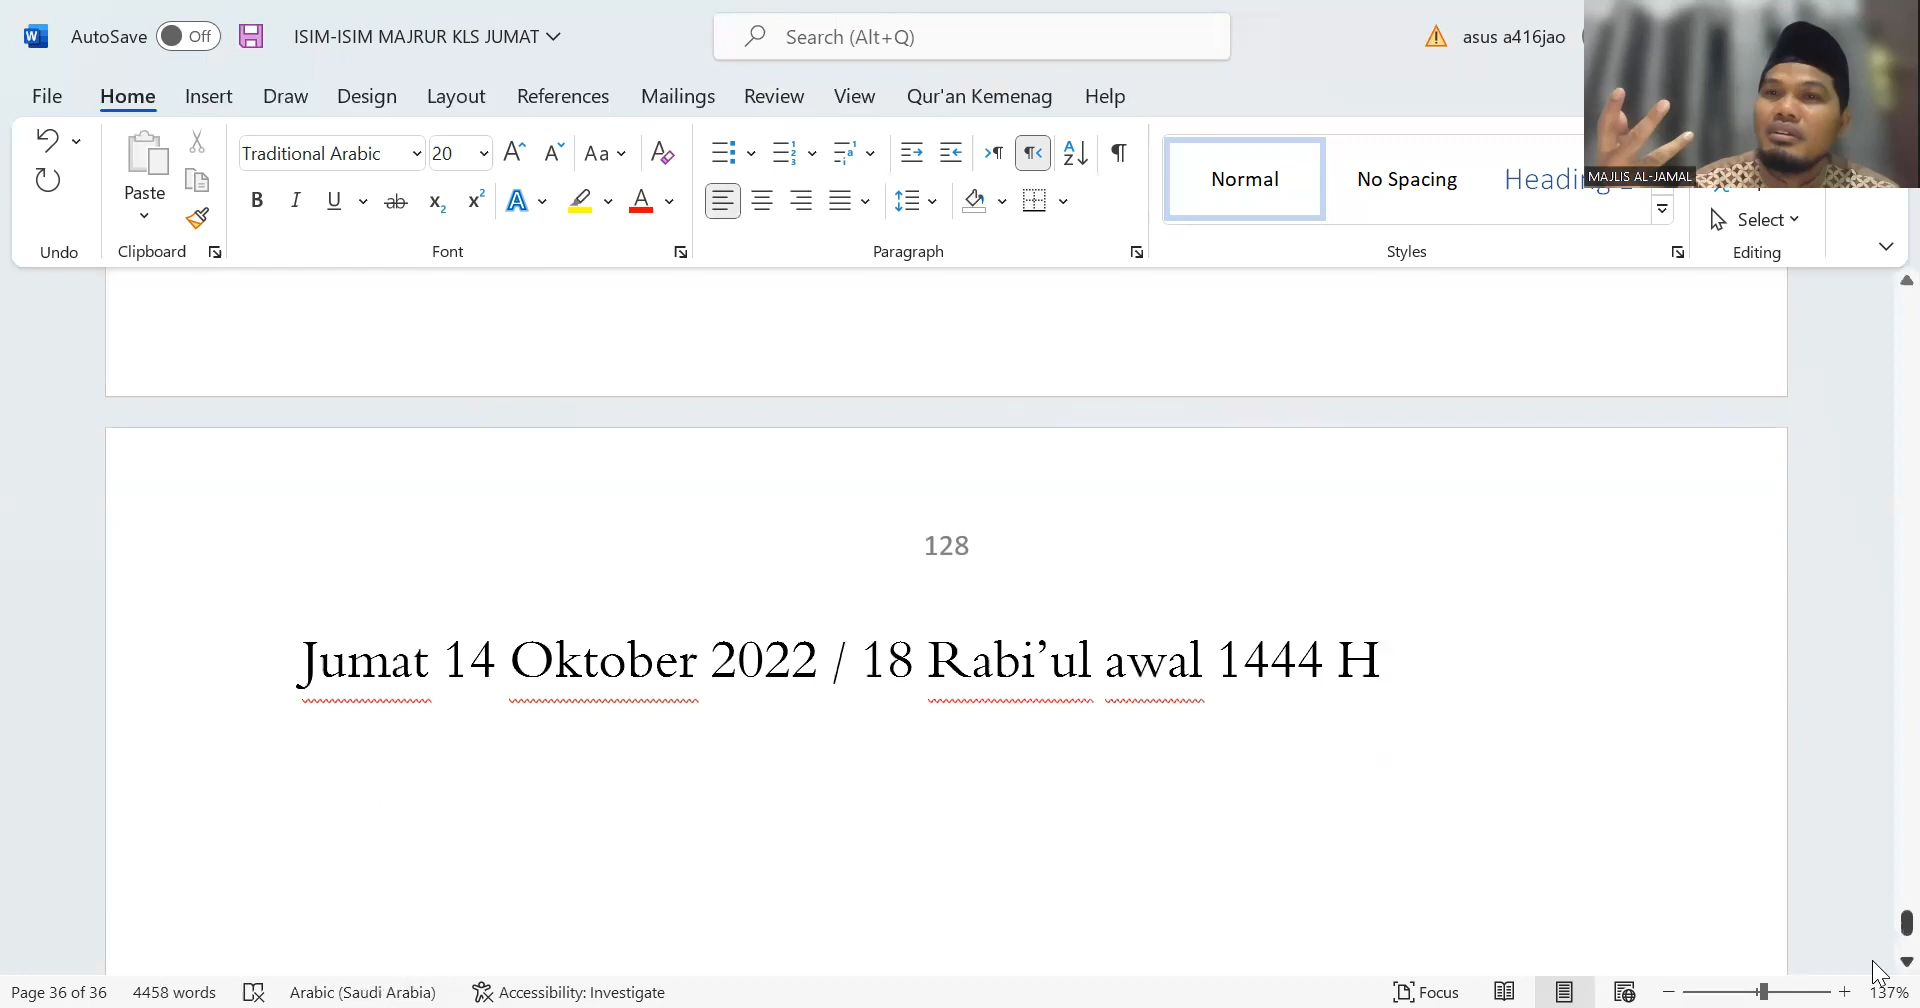 AutoSave Off ISIM-ISIM MAJRUR KLS JUMAT Search (Alt+Q) asus a416jao
File Home Insert Draw Design Layout References Mailings Review View Qur'an Kemenag Help
Paste
Traditional Arabic 20
Normal
No Spacing
MAJLIS AL-JAMAL
Select
Undo Clipboard Font Paragraph Styles Editing
128
Jumat 14 Oktober 2022 / 18 Rabi’ul awal 1444 H
Page 36 of 36 4458 words Arabic (Saudi Arabia) Accessibility: Investigate Focus 137%